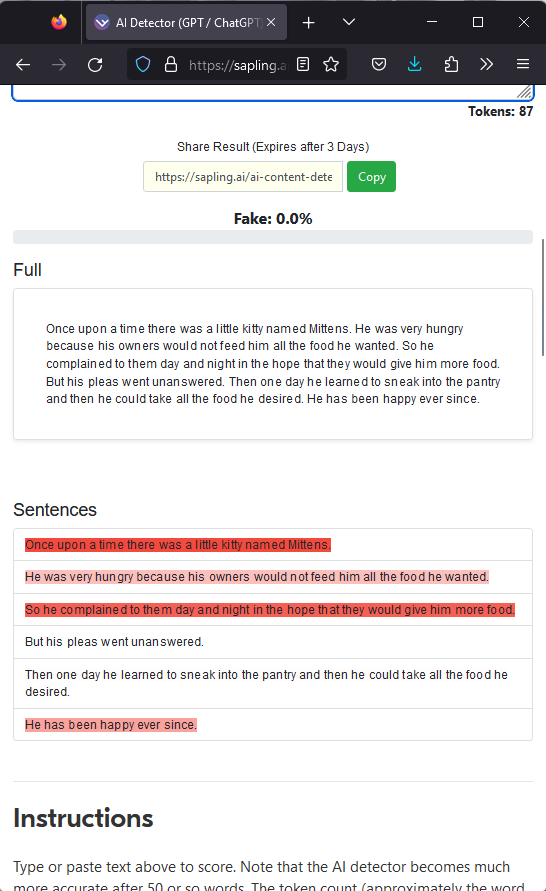 AI Detector (GPT / ChatGPT)
https://sapling.a
Tokens: 87
Share Result (Expires after 3 Days)
https://sapling.ai/ai-content-dete
Copy
Fake: 0.0%
Full
Once upon a time there was a little kitty named Mittens. He was very hungry
because his owners would not feed him all the food he wanted. So he
complained to them day and night in the hope that they would give him more food.
But his pleas went unanswered. Then one day he learned to sneak into the pantry
and then he could take all the food he desired. He has been happy ever since.
Sentences
Once upon a time there was a little kitty named Mittens.
He was very hungry because his owners would not feed him all the food he wanted.
So he complained to them day and night in the hope that they would give him more food.
But his pleas went unanswered.
Then one day he learned to sneak into the pantry and then he could take all the food he
desired.
He has been happy ever since.
Instructions
Type or paste text above to score. Note that the AI detector becomes much
more accurate after 50 or so words. The token count (approximately the word